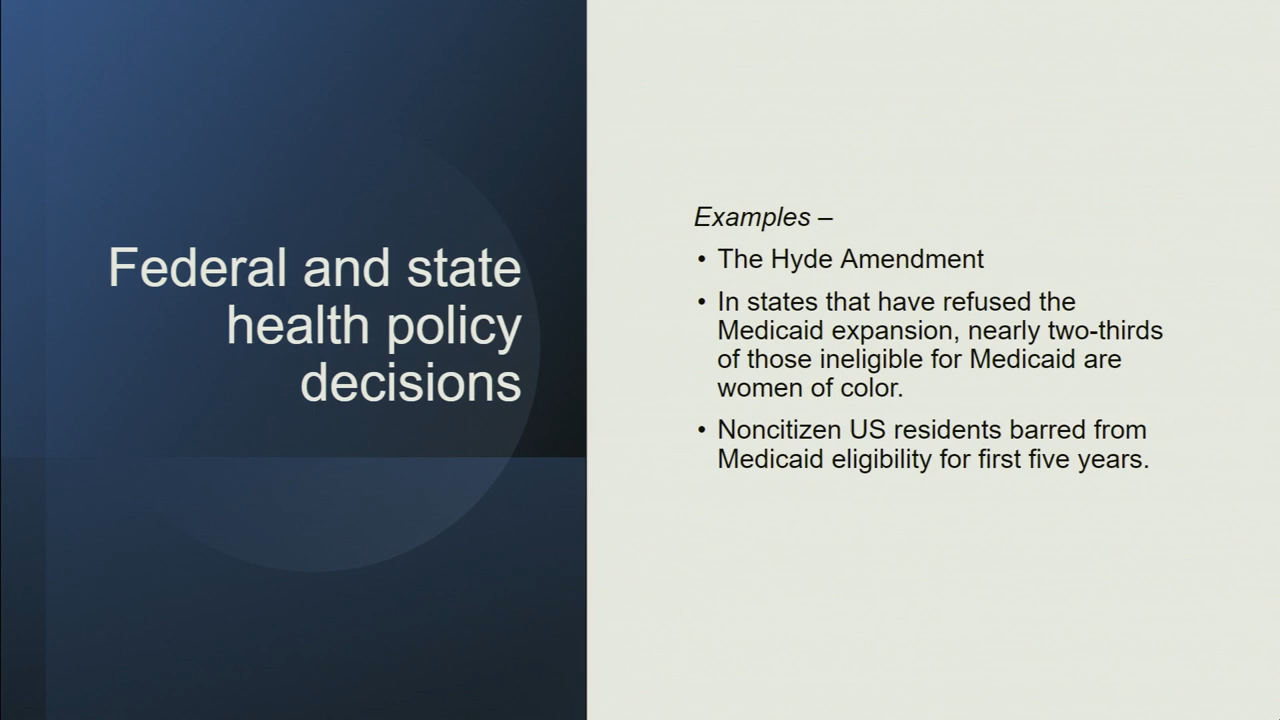 Federal and state
health policy
decisions
Examples –
• The Hyde Amendment
• In states that have refused the
Medicaid expansion, nearly two-thirds
of those ineligible for Medicaid are
women of color.
• Noncitizen US residents barred from
Medicaid eligibility for first five years.